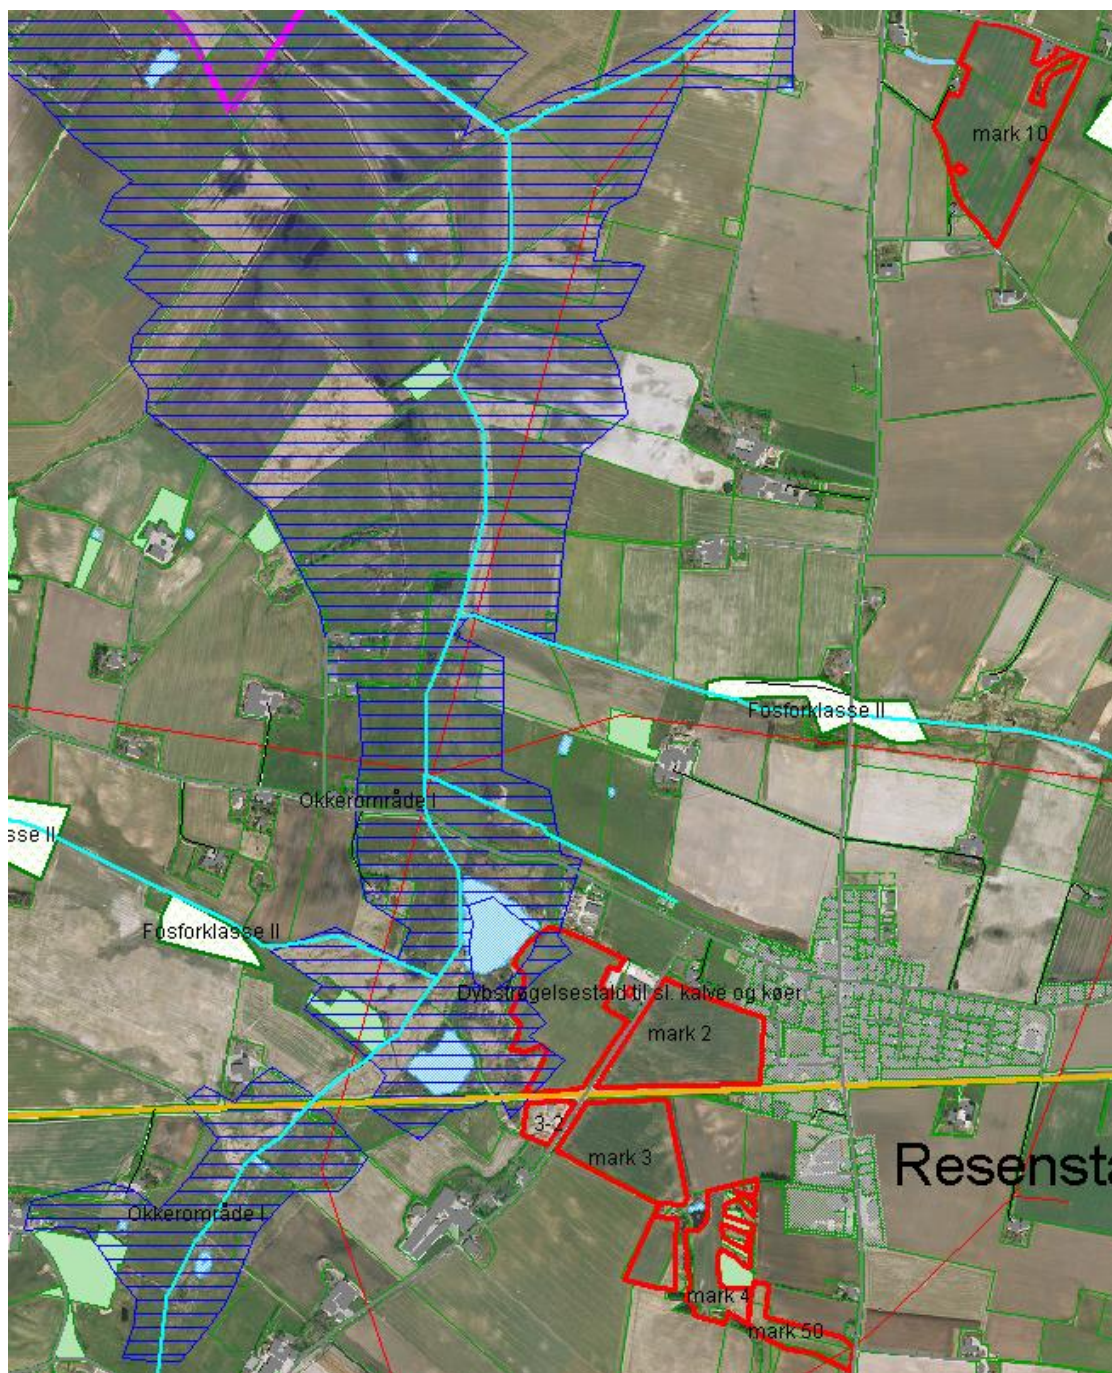 mark 10
Fosforklasse II
Okkerområde I
sse II
Fosforklasse II
Dybstrøgelsestald til sl. kalve og køer
mark 2
3-2
mark 3
Resensta
Okkerområde I
mark 4
mark 50